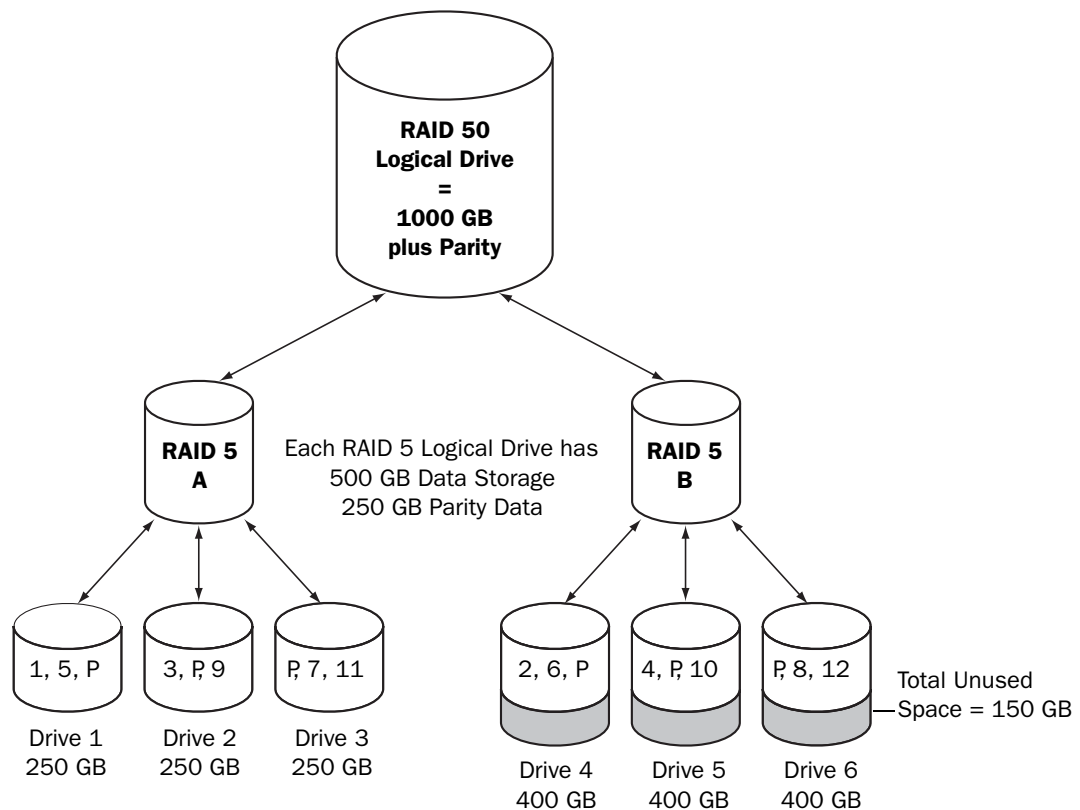 RAID 50
Logical Drive
=
1000 GB
plus Parity
RAID 5
A
Each RAID 5 Logical Drive has
500 GB Data Storage
250 GB Parity Data
RAID 5
B
1, 5, P
3, P, 9
P, 7, 11
2, 6, P
4, P, 10
P, 8, 12
Total Unused
Space = 150 GB
Drive 1
250 GB
Drive 2
250 GB
Drive 3
250 GB
Drive 4
400 GB
Drive 5
400 GB
Drive 6
400 GB